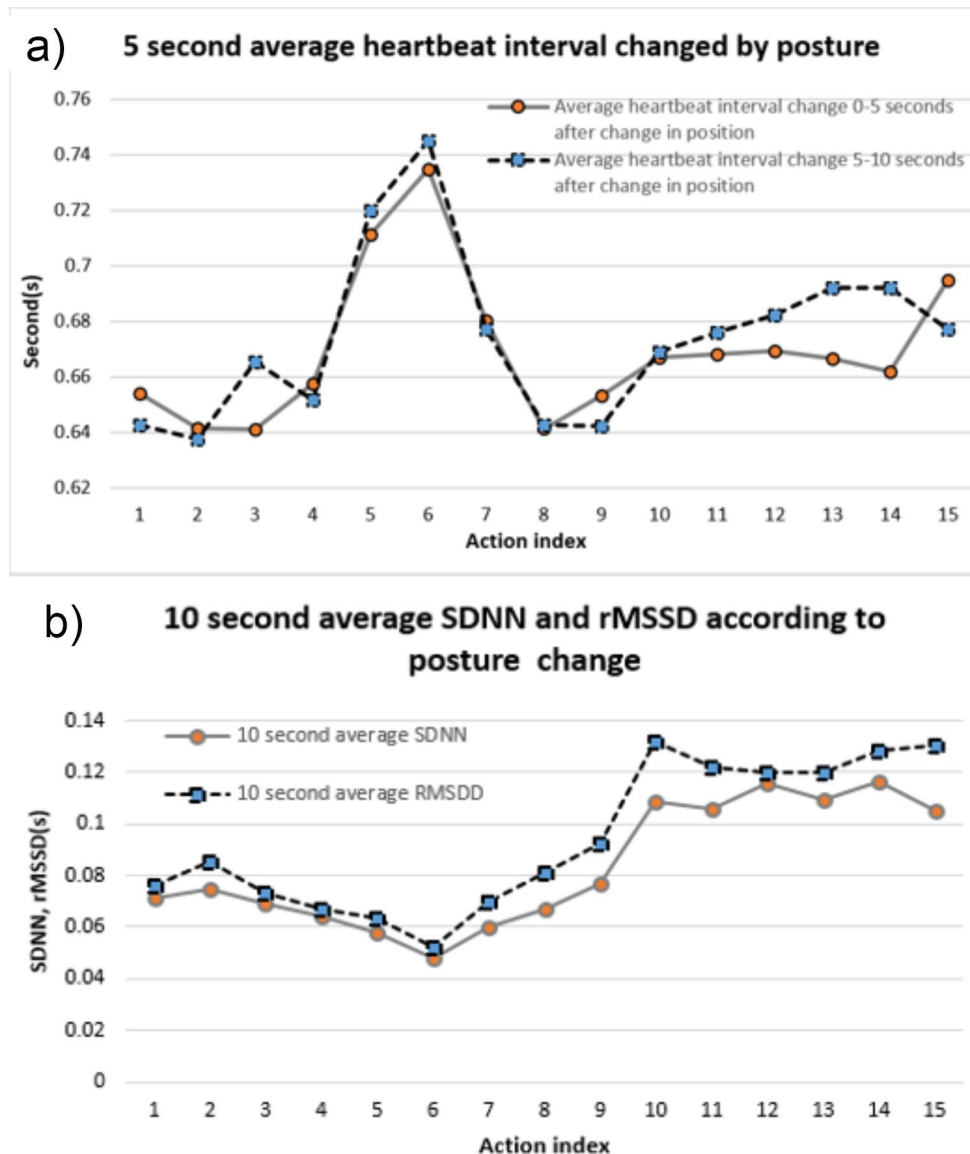 a)
5 second average heartbeat interval changed by posture
0.76
0.74
0.72
0.7
0.68
0.66
0.64
0.62
Second(s)
Average heartbeat interval change 0-5 seconds
after change in position
Average heartbeat interval change 5-10 seconds
after change in position
1 2 3 4 5 6 7 8 9 10 11 12 13 14 15
Action index
b)
10 second average SDNN and rMSSD according to
posture change
0.14
0.12
0.1
0.08
0.06
0.04
0.02
0
SDNN, rMSSD(s)
10 second average SDNN
10 second average RMSDD
1 2 3 4 5 6 7 8 9 10 11 12 13 14 15
Action index